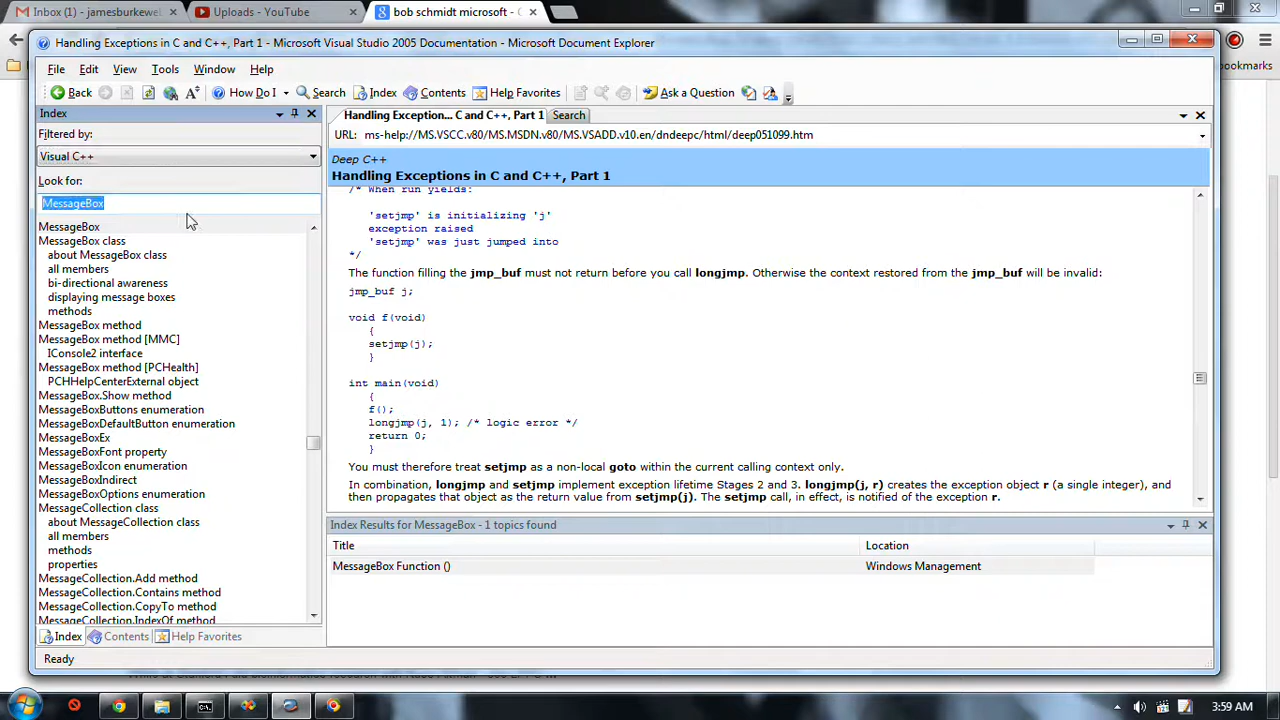 Inbox (1) - jamesburkewel
Uploads - YouTube
bob schmidt microsoft -
Handling Exceptions in C and C++, Part 1 - Microsoft Visual Studio 2005 Documentation - Microsoft Document Explorer
File Edit View Tools Window Help
Back How Do I Search Index Contents Help Favorites Ask a Question
ookmarks
Index
Filtered by:
Visual C++
Look for:
MessageBox
MessageBox
MessageBox class
about MessageBox class
all members
bi-directional awareness
displaying message boxes
methods
MessageBox method
MessageBox method [MMC]
IConsole2 interface
MessageBox method [PCHealth]
PCHHelpCenterExternal object
MessageBox.Show method
MessageBoxButtons enumeration
MessageBoxDefaultButton enumeration
MessageBoxEx
MessageBoxFont property
MessageBoxIcon enumeration
MessageBoxIndirect
MessageBoxOptions enumeration
MessageCollection class
about MessageCollection class
all members
methods
properties
MessageCollection.Add method
MessageCollection.Contains method
MessageCollection.CopyTo method
MessageCollection.IndexOf method
Index Contents Help Favorites
Handling Exception... C and C++, Part 1 Search
URL: ms-help://MS.VSCC.v80/MS.MSDN.v80/MS.VSADD.v10.en/dndeepc/html/deep051099.htm
Deep C++
Handling Exceptions in C and C++, Part 1
/* When run yields:
'setjmp' is initializing 'j'
exception raised
'setjmp' was just jumped into
*/
The function filling the jmp_buf must not return before you call longjmp. Otherwise the context restored from the jmp_buf will be invalid:
jmp_buf j;
void f(void)
{
setjmp(j);
}
int main(void)
{
f();
longjmp(j, 1); /* logic error */
return 0;
}
You must therefore treat setjmp as a non-local goto within the current calling context only.
In combination, longjmp and setjmp implement exception lifetime Stages 2 and 3. longjmp(j, r) creates the exception object r (a single integer), and
then propagates that object as the return value from setjmp(j). The setjmp call, in effect, is notified of the exception r.
Index Results for MessageBox - 1 topics found
Title Location
MessageBox Function () Windows Management
Ready
3:59 AM